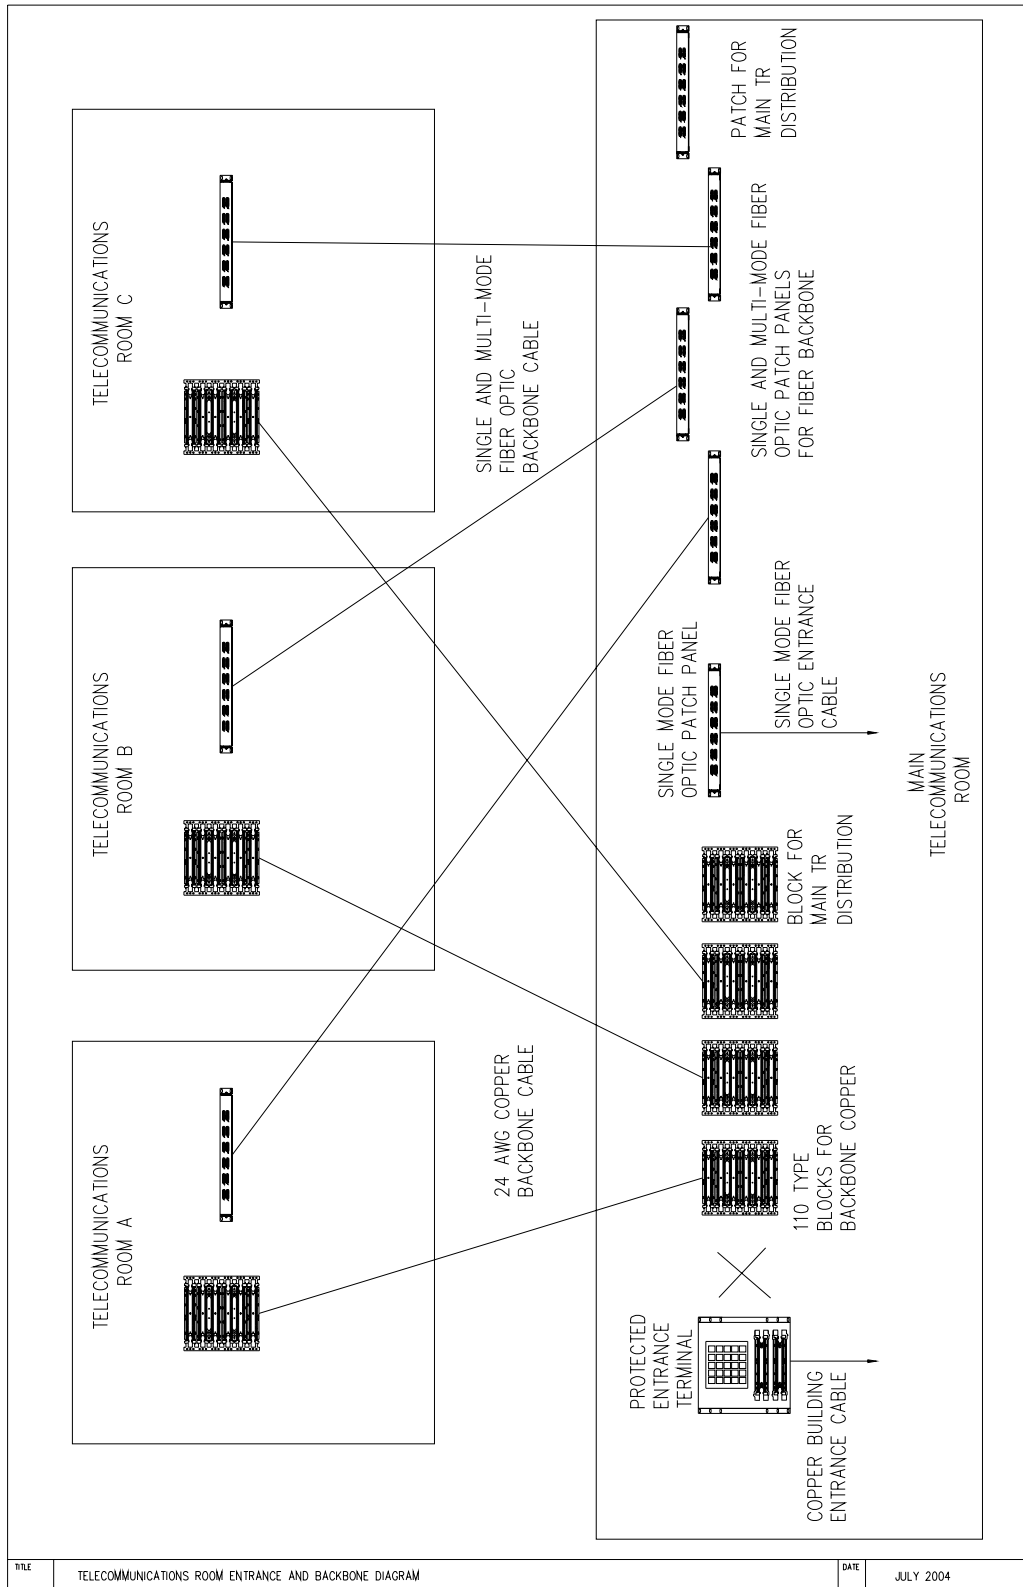 TELECOMMUNICATIONS
ROOM A
TELECOMMUNICATIONS
ROOM B
TELECOMMUNICATIONS
ROOM C
24 AWG COPPER
BACKBONE CABLE
SINGLE AND MULTI-MODE
FIBER OPTIC
BACKBONE CABLE
PROTECTED
ENTRANCE
TERMINAL
COPPER BUILDING
ENTRANCE CABLE
110 TYPE
BLOCKS FOR
BACKBONE COPPER
BLOCK FOR
MAIN TR
DISTRIBUTION
SINGLE MODE FIBER
OPTIC PATCH PANEL
SINGLE MODE FIBER
OPTIC ENTRANCE
CABLE
SINGLE AND MULTI-MODE FIBER
OPTIC PATCH PANELS
FOR FIBER BACKBONE
PATCH FOR
MAIN TR
DISTRIBUTION
MAIN
TELECOMMUNICATIONS
ROOM
TITLE
TELECOMMUNICATIONS ROOM ENTRANCE AND BACKBONE DIAGRAM
DATE
JULY 2004